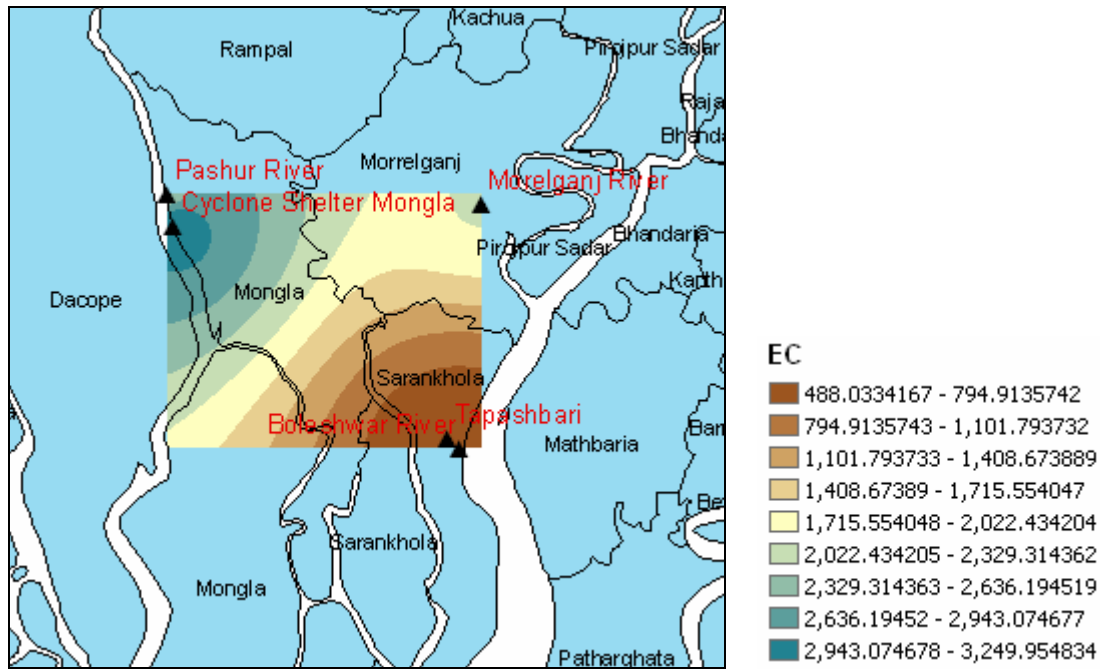 Kachua
Rampal
Pirojpur Sadar
Raja
Bhanda
Morrelganj
Pashur River
Morelganj River
Cyclone Shelter Mongla
Bhandaria
Pirojpur Sadar
Karth
Mongla
Dacope
Sarankhola
Boleshwar River
Tapashbari
Mathbaria
Bam
Be
Sarankhola
Mongla
Patharghata
EC
488.0334167 - 794.9135742
794.9135743 - 1,101.793732
1,101.793733 - 1,408.673889
1,408.67389 - 1,715.554047
1,715.554048 - 2,022.434204
2,022.434205 - 2,329.314362
2,329.314363 - 2,636.194519
2,636.19452 - 2,943.074677
2,943.074678 - 3,249.954834